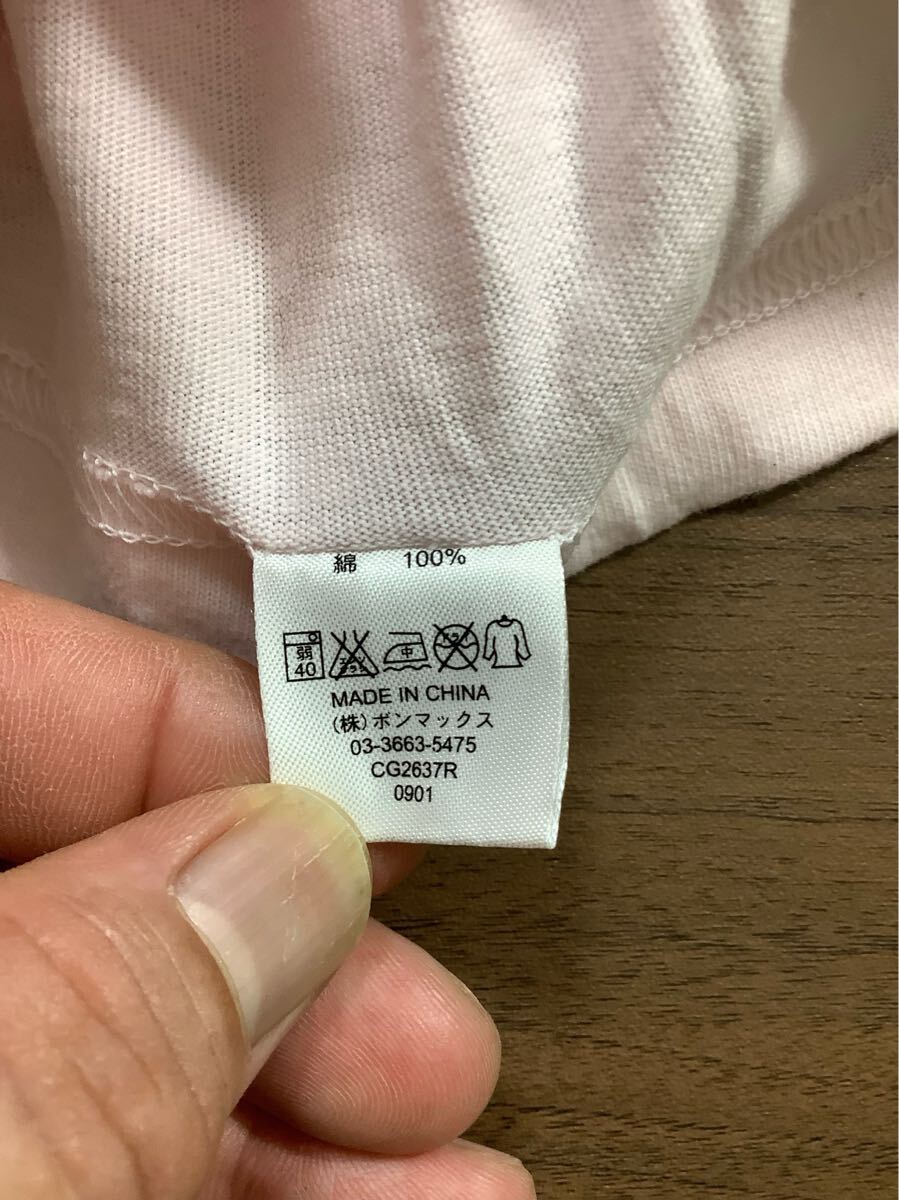 綿 100%
弱 中
40
MADE IN CHINA
(株)ボンマックス
03-3663-5475
CG2637R
0901